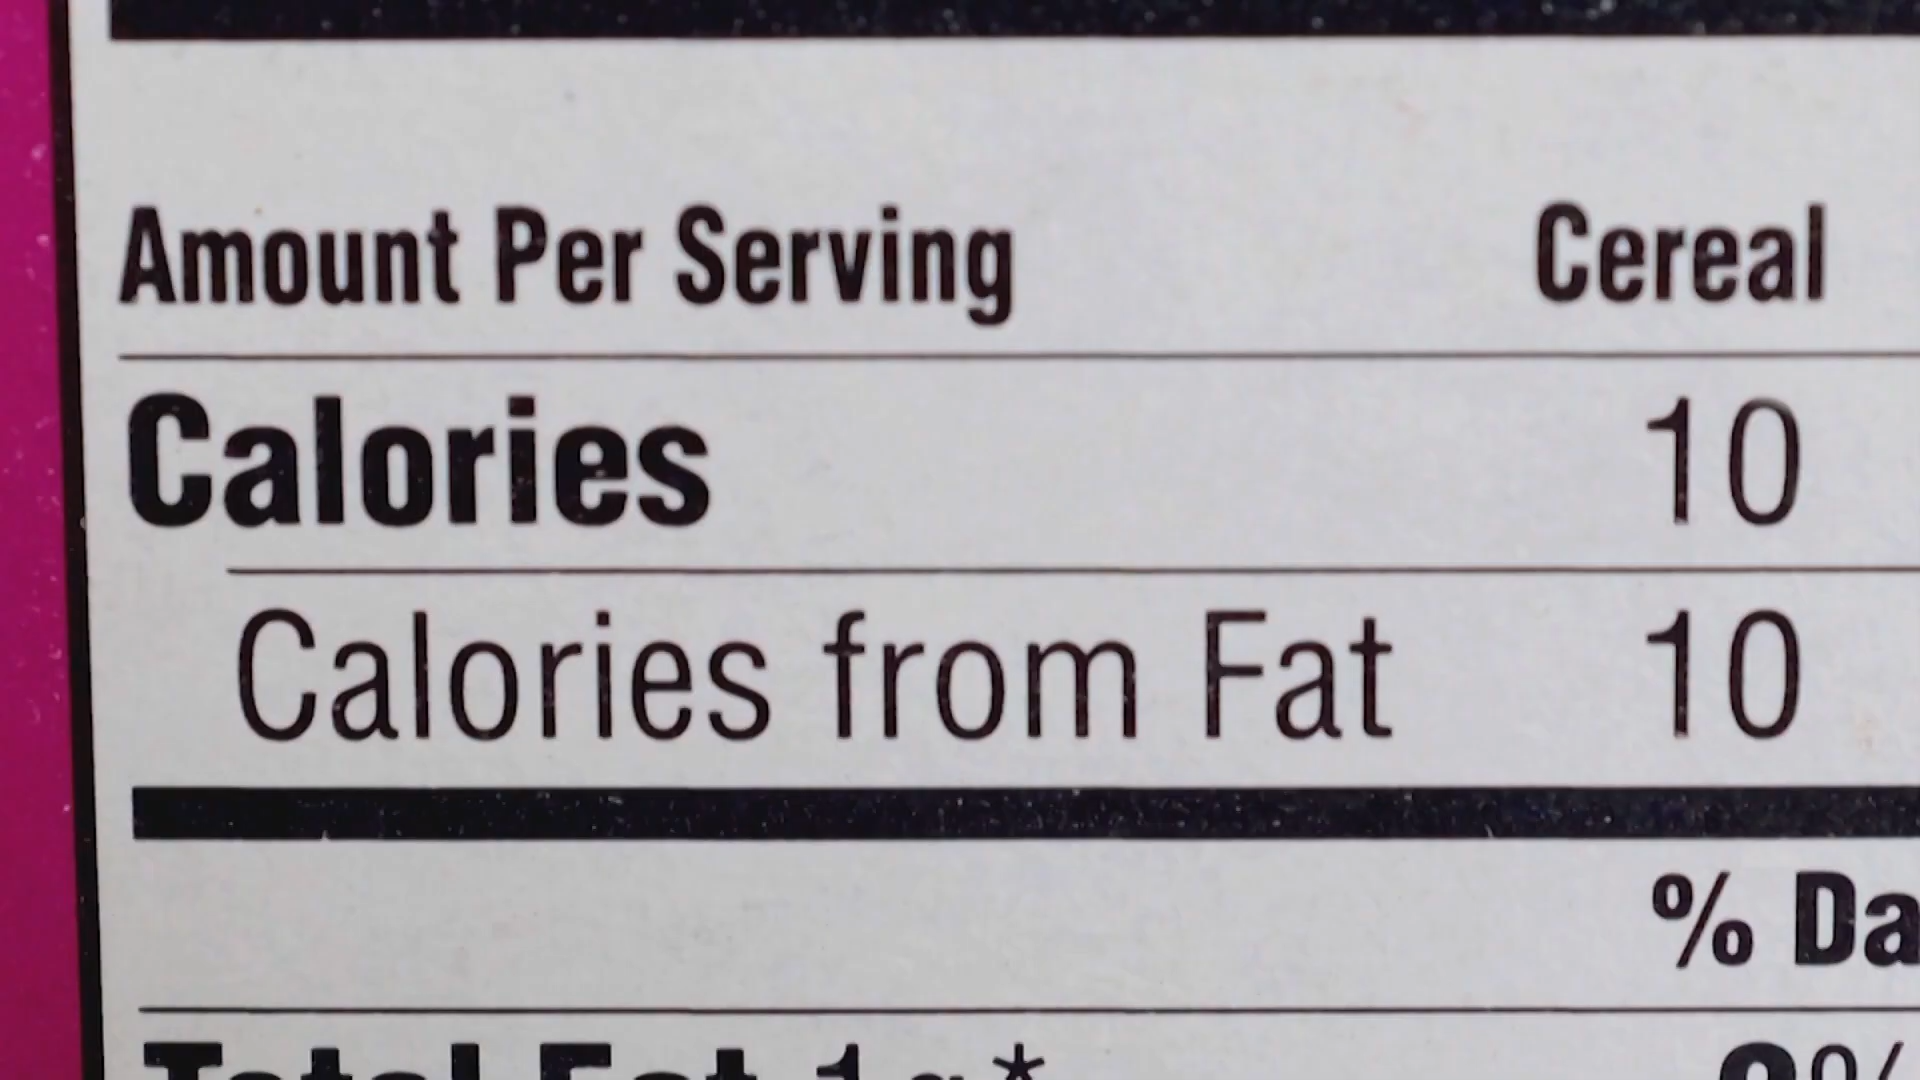 Amount Per Serving Cereal
Calories 10
Calories from Fat 10
% Da
Total Fat 1g*